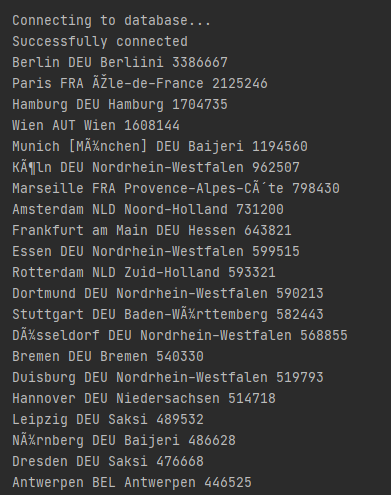 Connecting to database...
Successfully connected
Berlin DEU Berliini 3386667
Paris FRA ÃŽle-de-France 2125246
Hamburg DEU Hamburg 1704735
Wien AUT Wien 1608144
Munich [MÃ¼nchen] DEU Baijeri 1194560
KÃ¶ln DEU Nordrhein-Westfalen 962507
Marseille FRA Provence-Alpes-CÃ´te 798430
Amsterdam NLD Noord-Holland 731200
Frankfurt am Main DEU Hessen 643821
Essen DEU Nordrhein-Westfalen 599515
Rotterdam NLD Zuid-Holland 593321
Dortmund DEU Nordrhein-Westfalen 590213
Stuttgart DEU Baden-WÃ¼rttemberg 582443
DÃ¼sseldorf DEU Nordrhein-Westfalen 568855
Bremen DEU Bremen 540330
Duisburg DEU Nordrhein-Westfalen 519793
Hannover DEU Niedersachsen 514718
Leipzig DEU Saksi 489532
NÃ¼rnberg DEU Baijeri 486628
Dresden DEU Saksi 476668
Antwerpen BEL Antwerpen 446525